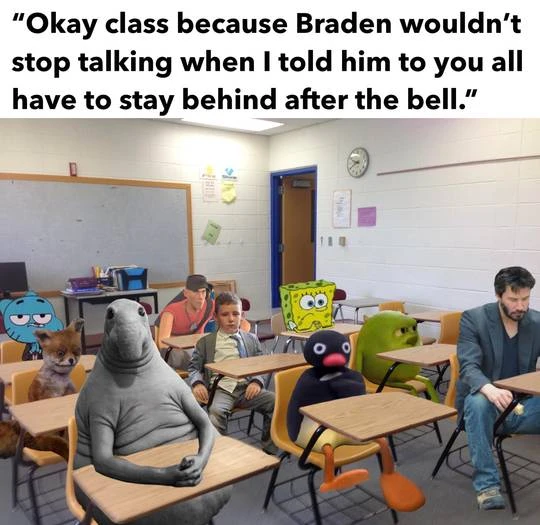 “Okay class because Braden wouldn’t
stop talking when I told him to you all
have to stay behind after the bell.”